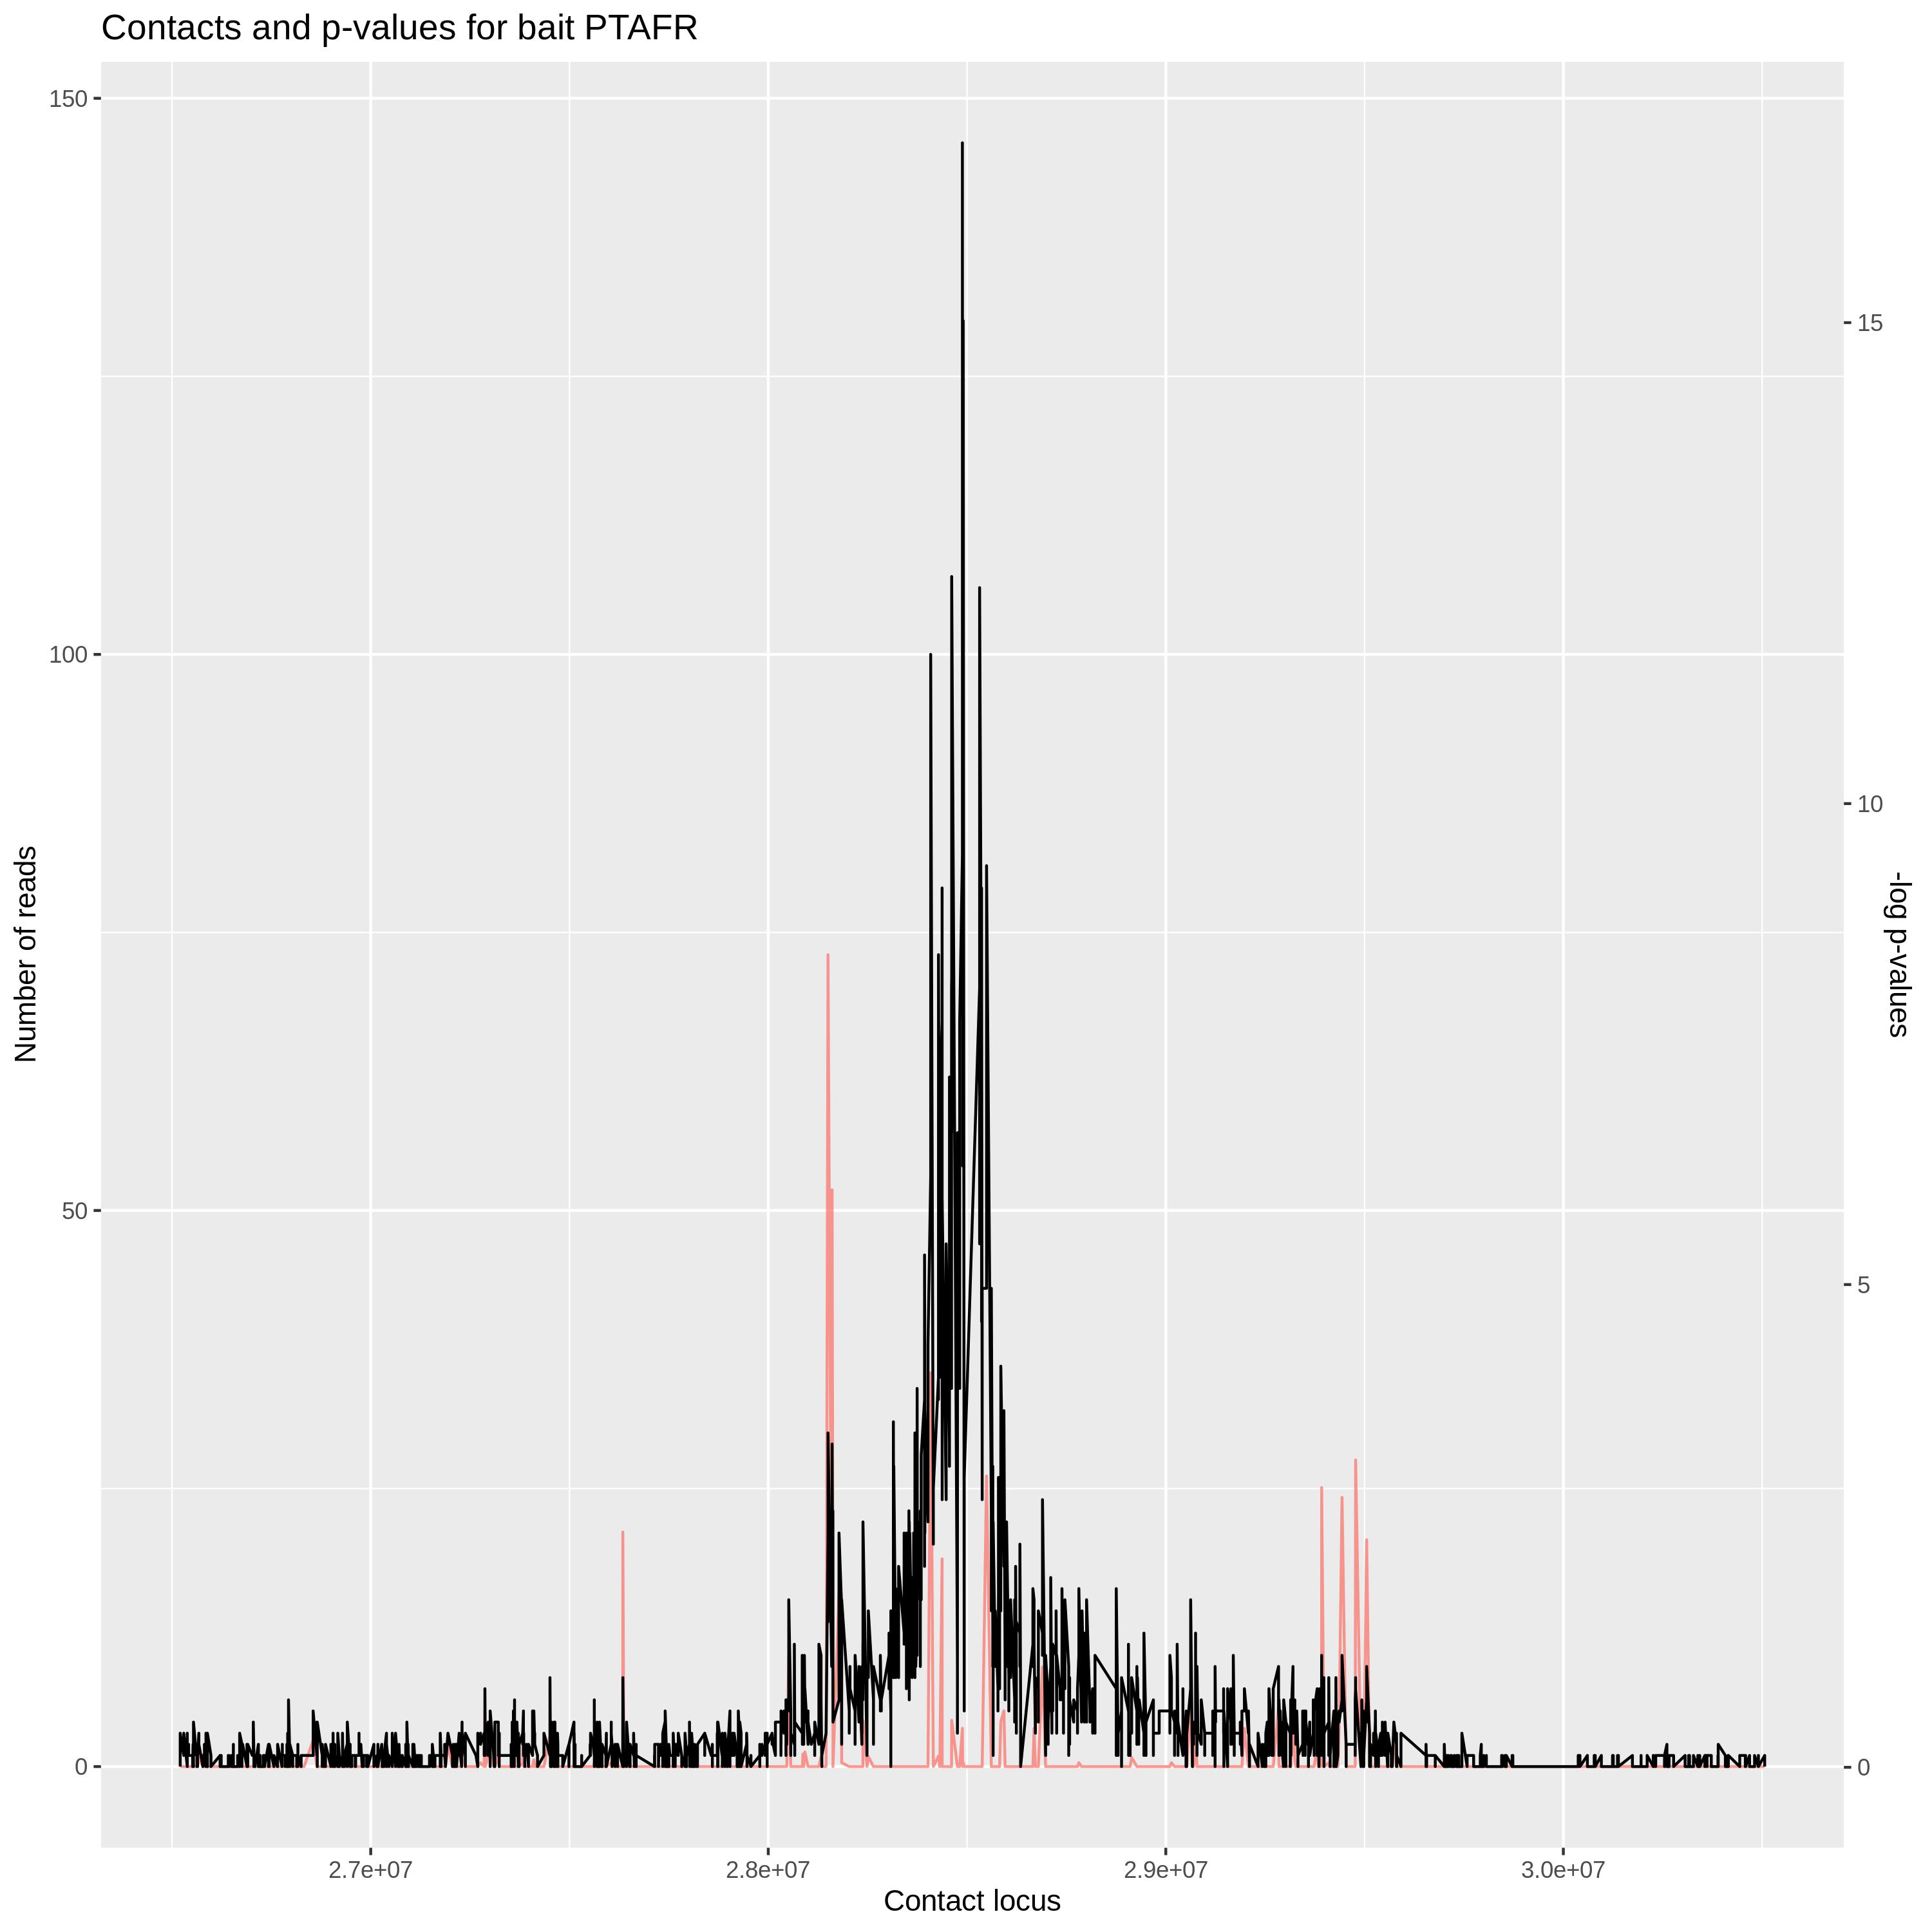 Contacts and p-values for bait PTAFR
150
100
50
0
Number of reads
15
10
5
0
-log p-values
2.7e+07 2.8e+07 2.9e+07 3.0e+07
Contact locus